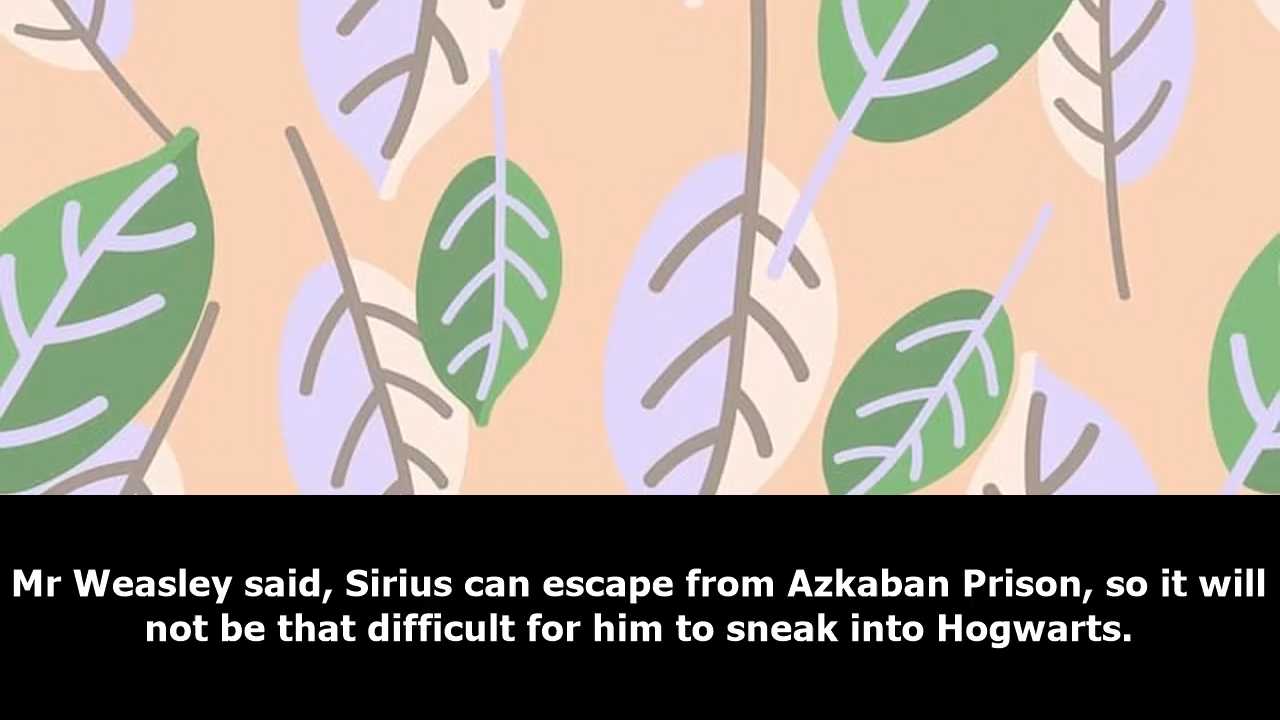 Mr Weasley said, Sirius can escape from Azkaban Prison, so it will
not be that difficult for him to sneak into Hogwarts.